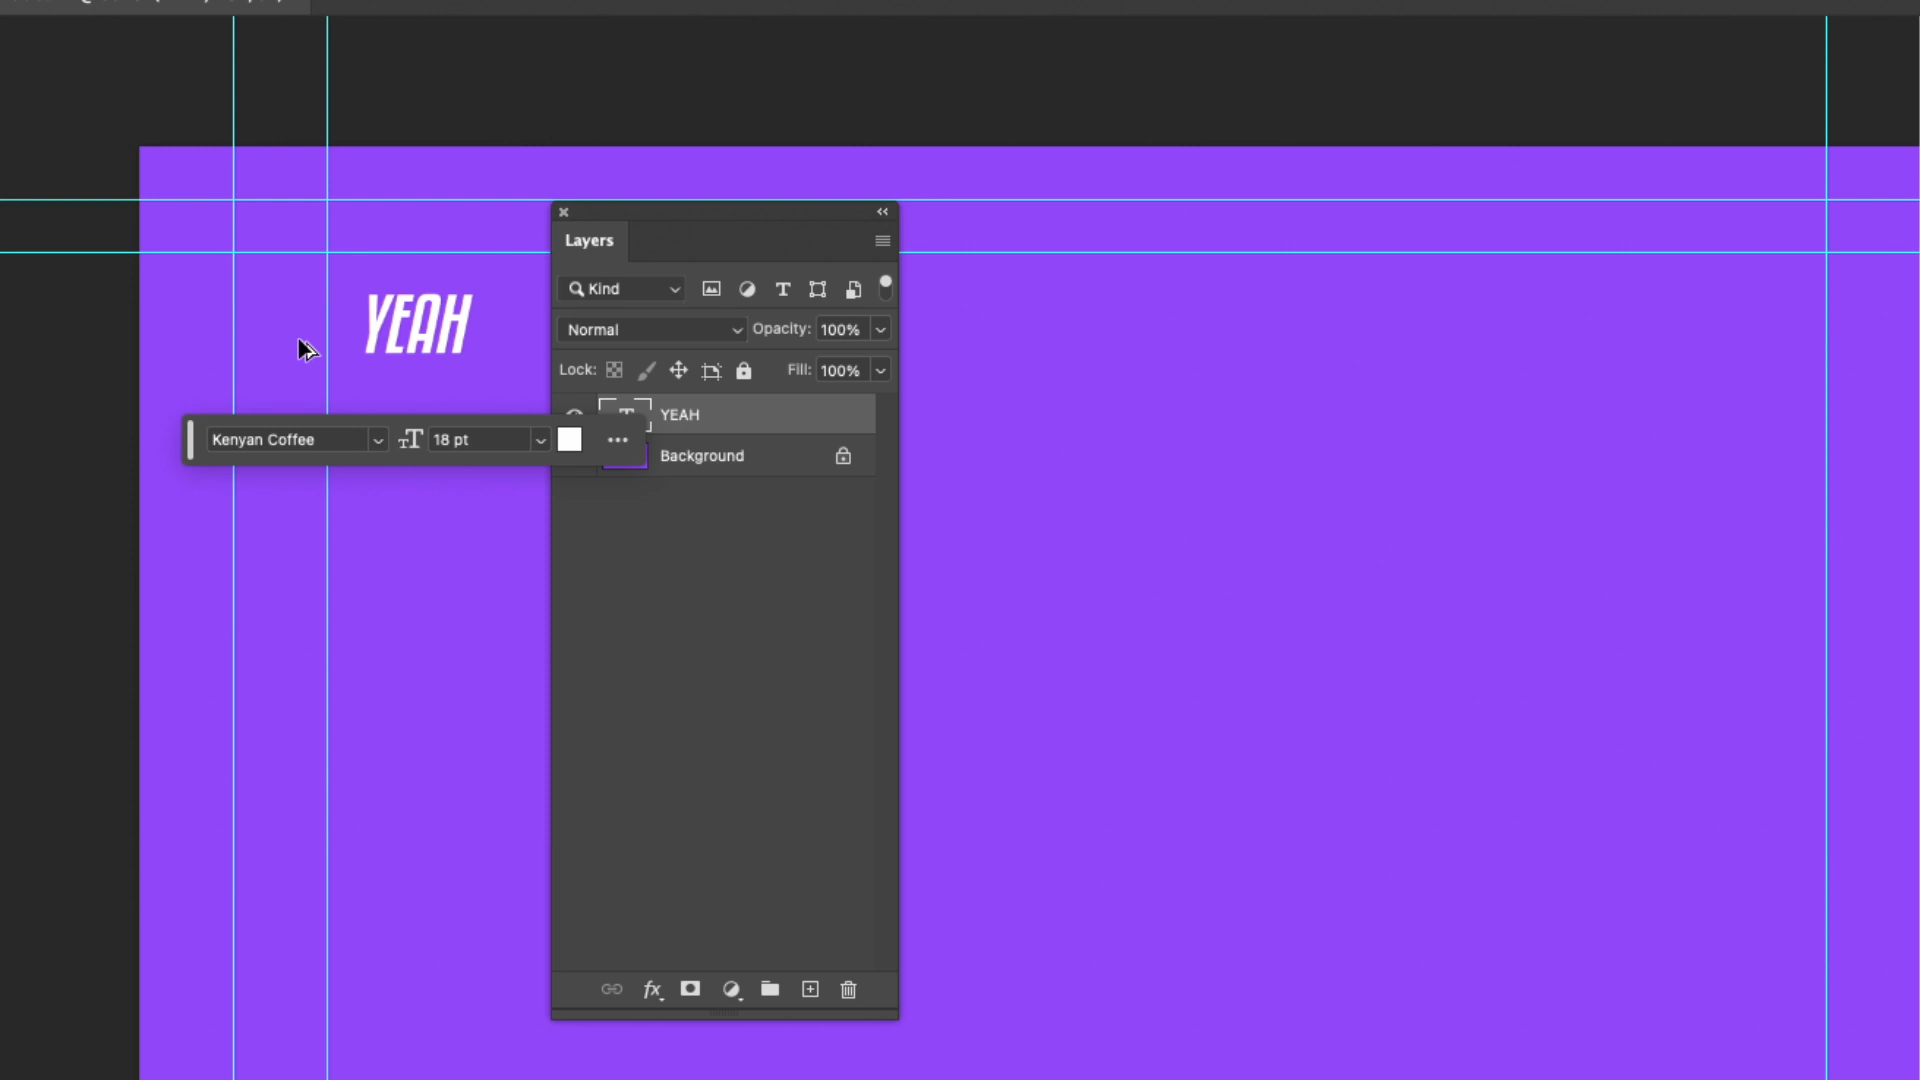 Layers
YEAH
Kind
Normal
Opacity: 100%
Lock:
Fill: 100%
YEAH
Kenyan Coffee
18 pt
Background